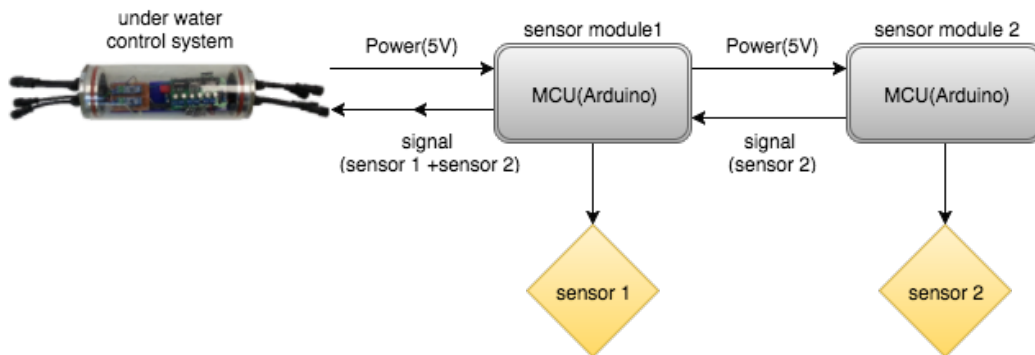 under water
control system
Power(5V)
signal
(sensor 1 +sensor 2)
sensor module1
MCU(Arduino)
sensor 1
Power(5V)
signal
(sensor 2)
sensor module 2
MCU(Arduino)
sensor 2